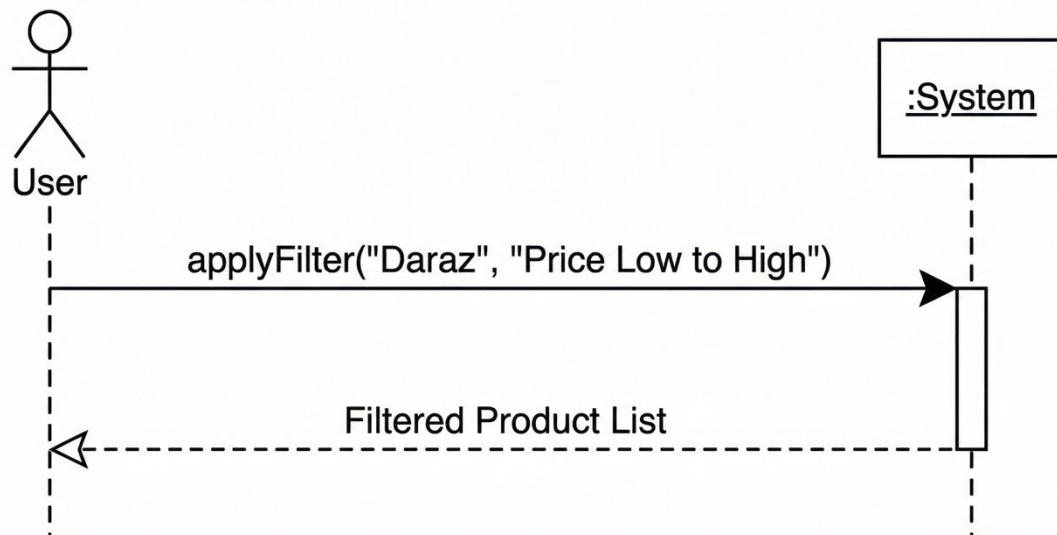 :System
User
applyFilter("Daraz", "Price Low to High")
Filtered Product List